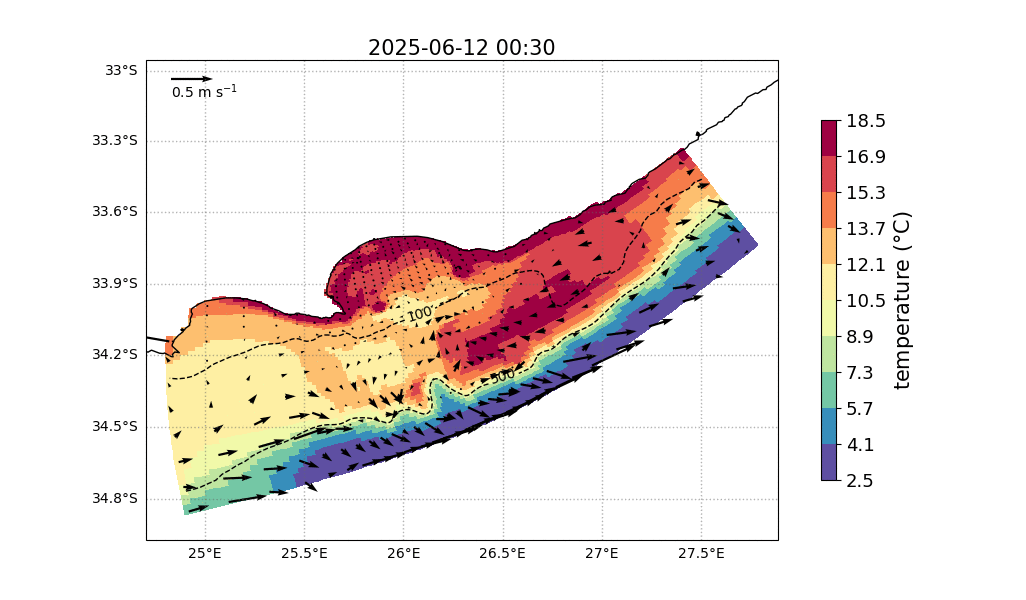 2025-06-12 00:30
33°S
33.3°S
33.6°S
33.9°S
34.2°S
34.5°S
34.8°S
0.5 m s⁻¹
100
500
25°E
25.5°E
26°E
26.5°E
27°E
27.5°E
18.5
16.9
15.3
13.7
12.1
10.5
8.9
7.3
5.7
4.1
2.5
temperature (°C)